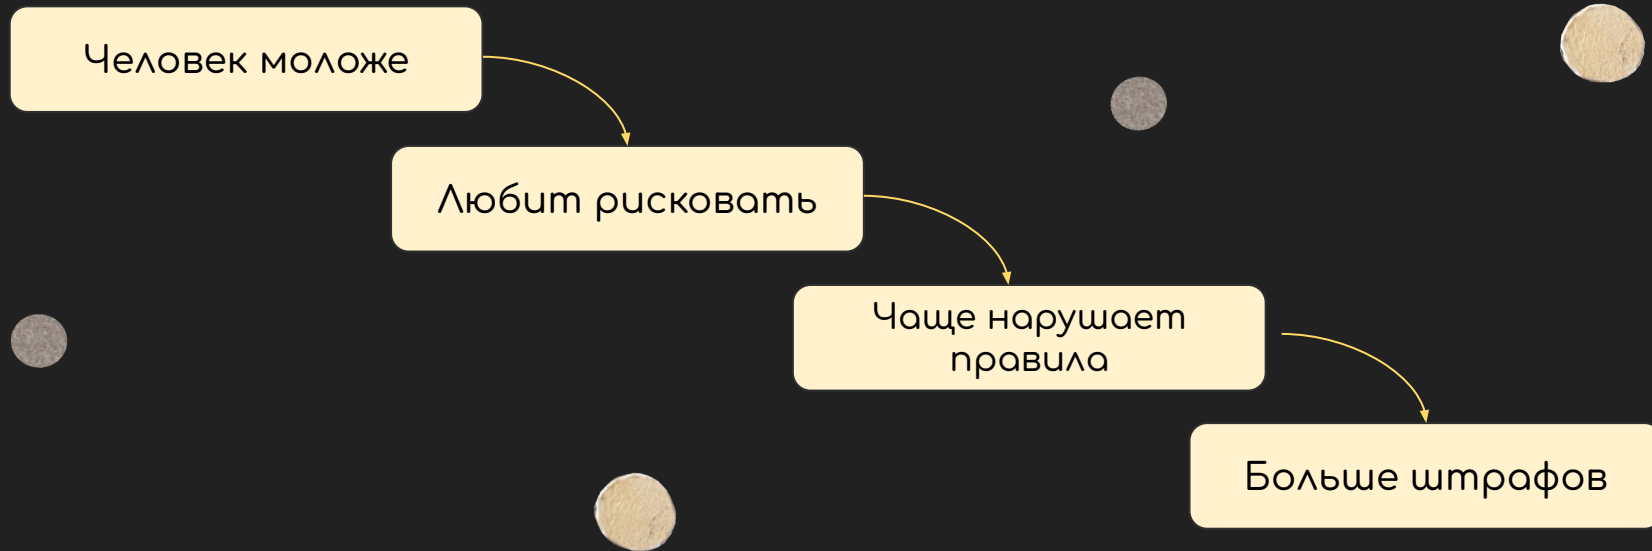 Человек моложе
Любит рисковать
Чаще нарушает
правила
Больше штрафов